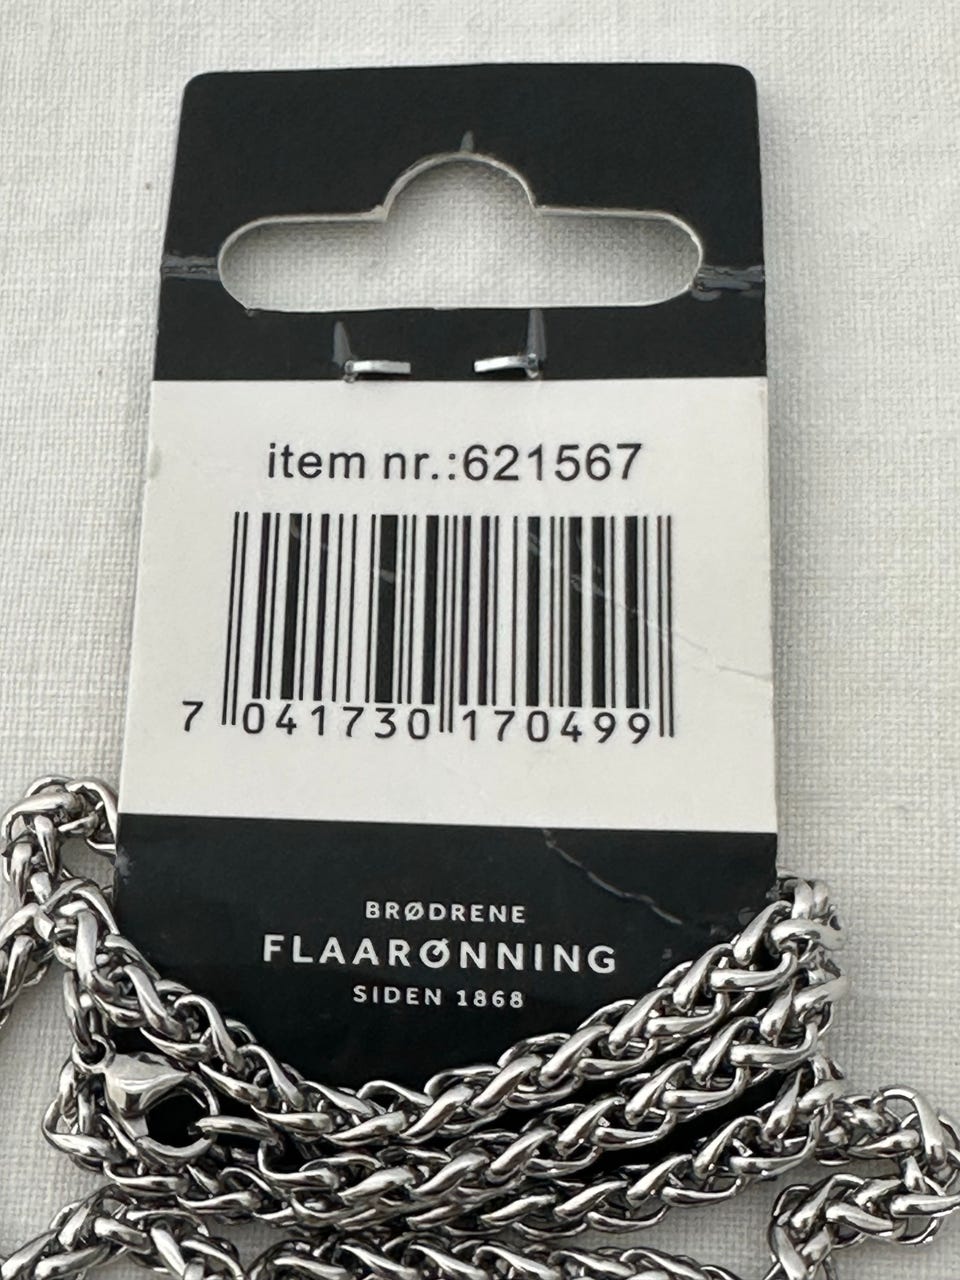 item nr.:621567
7 041730 170499
BRØDRENE
FLAARØNNING
SIDEN 1868